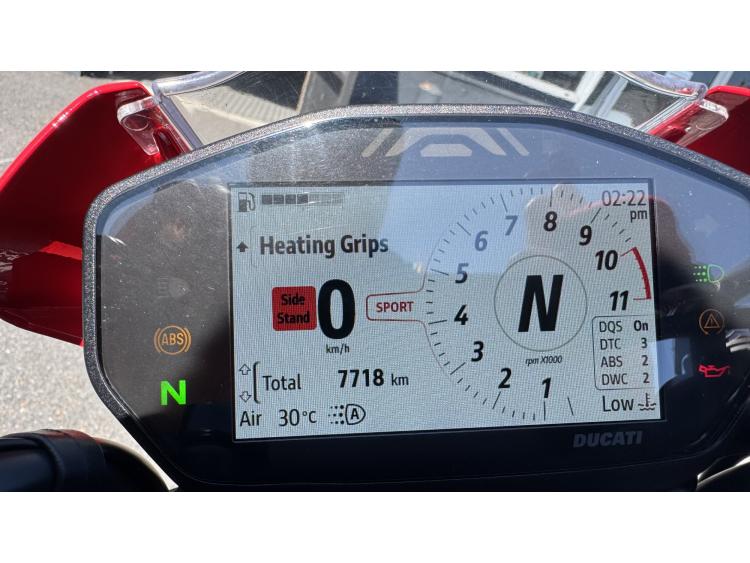 02:22
pm
Heating Grips
Side
Stand
0
km/h
SPORT
1
2
3
4
5
6
7
8
9
10
11
N
rpm X1000
DQS On
DTC 3
ABS 2
DWC 2
Total 7718 km
Air 30°C A
Low
ABS
N
DUCATI